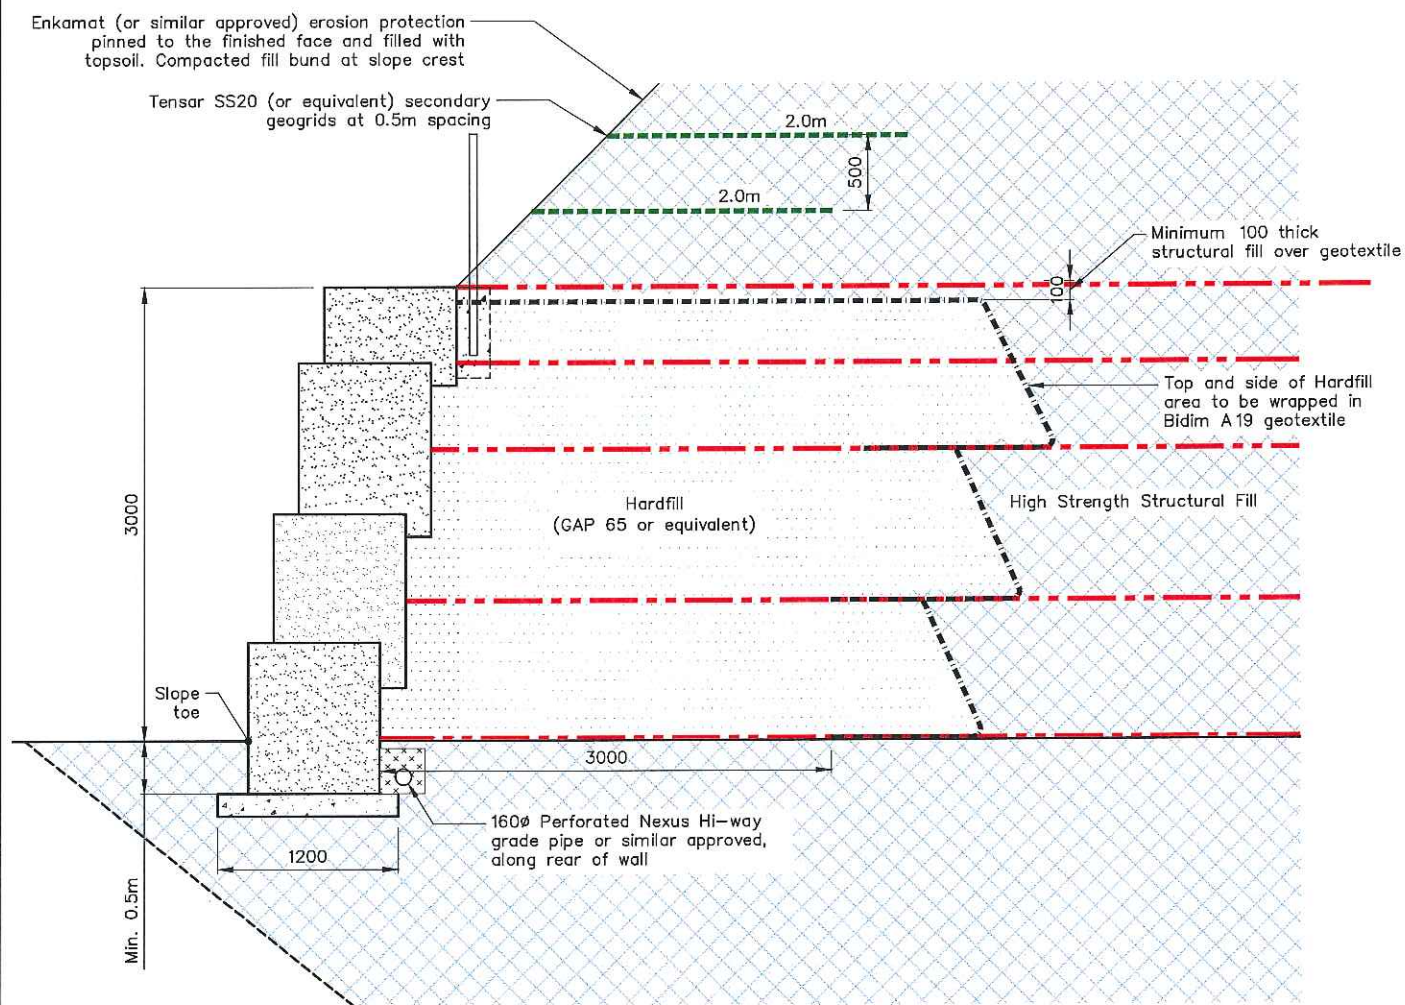 Enkamat (or similar approved) erosion protection
pinned to the finished face and filled with
topsoil. Compacted fill bund at slope crest
Tensar SS20 (or equivalent) secondary
geogrids at 0.5m spacing
2.0m
500
2.0m
Minimum 100 thick
structural fill over geotextile
100
Top and side of Hardfill
area to be wrapped in
Bidim A19 geotextile
3000
Hardfill
(GAP 65 or equivalent)
High Strength Structural Fill
Slope
toe
3000
160ø Perforated Nexus Hi-way
grade pipe or similar approved,
along rear of wall
1200
Min. 0.5m